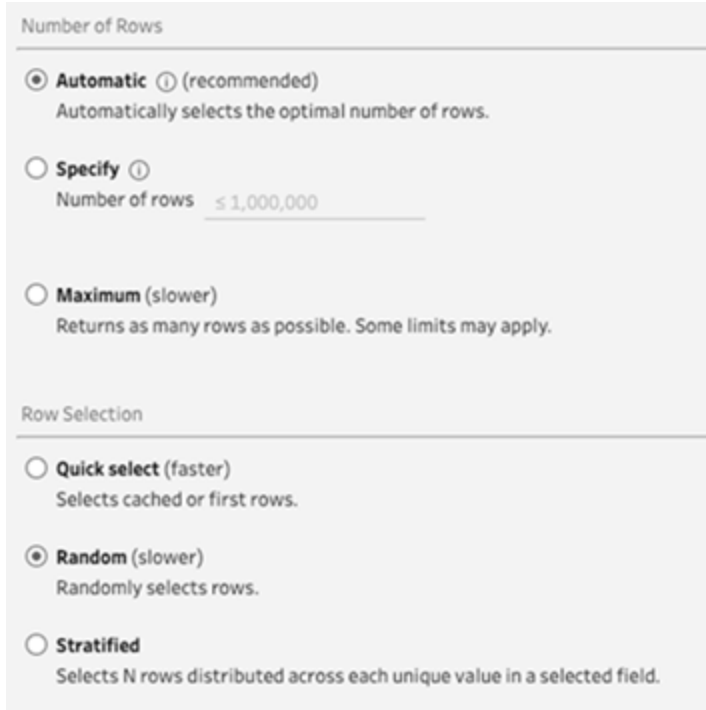 Number of Rows
Automatic ⓘ (recommended)
Automatically selects the optimal number of rows.
Specify ⓘ
Number of rows ≤ 1,000,000
Maximum (slower)
Returns as many rows as possible. Some limits may apply.
Row Selection
Quick select (faster)
Selects cached or first rows.
Random (slower)
Randomly selects rows.
Stratified
Selects N rows distributed across each unique value in a selected field.